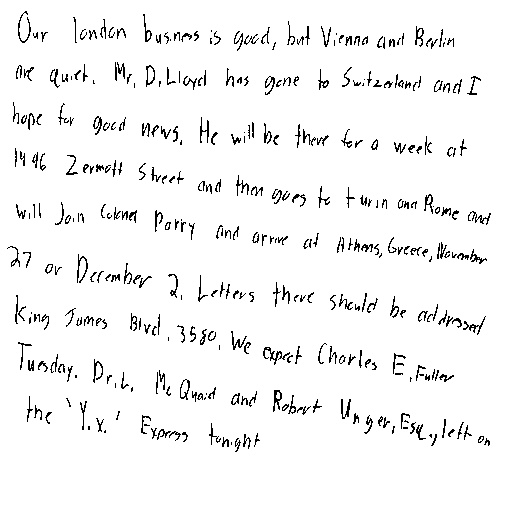 Our london business is good, but Vienna and Berlin
are quiet. Mr. D. Lloyd has gone to Switzerland and I
hope for good news. He will be there for a week at
1496 Zermott Street and then goes to turin and Rome and
will Join Colonel Parry and arrive at Athens, Greece, November
27 or December 2. Letters there should be addressed
King James Blvd. 3580. We expect Charles E. Fuller
Tuesday. Dr. L. Mc Quaid and Robert Unger, Esq., left on
the 'Y.X.' Express tonight